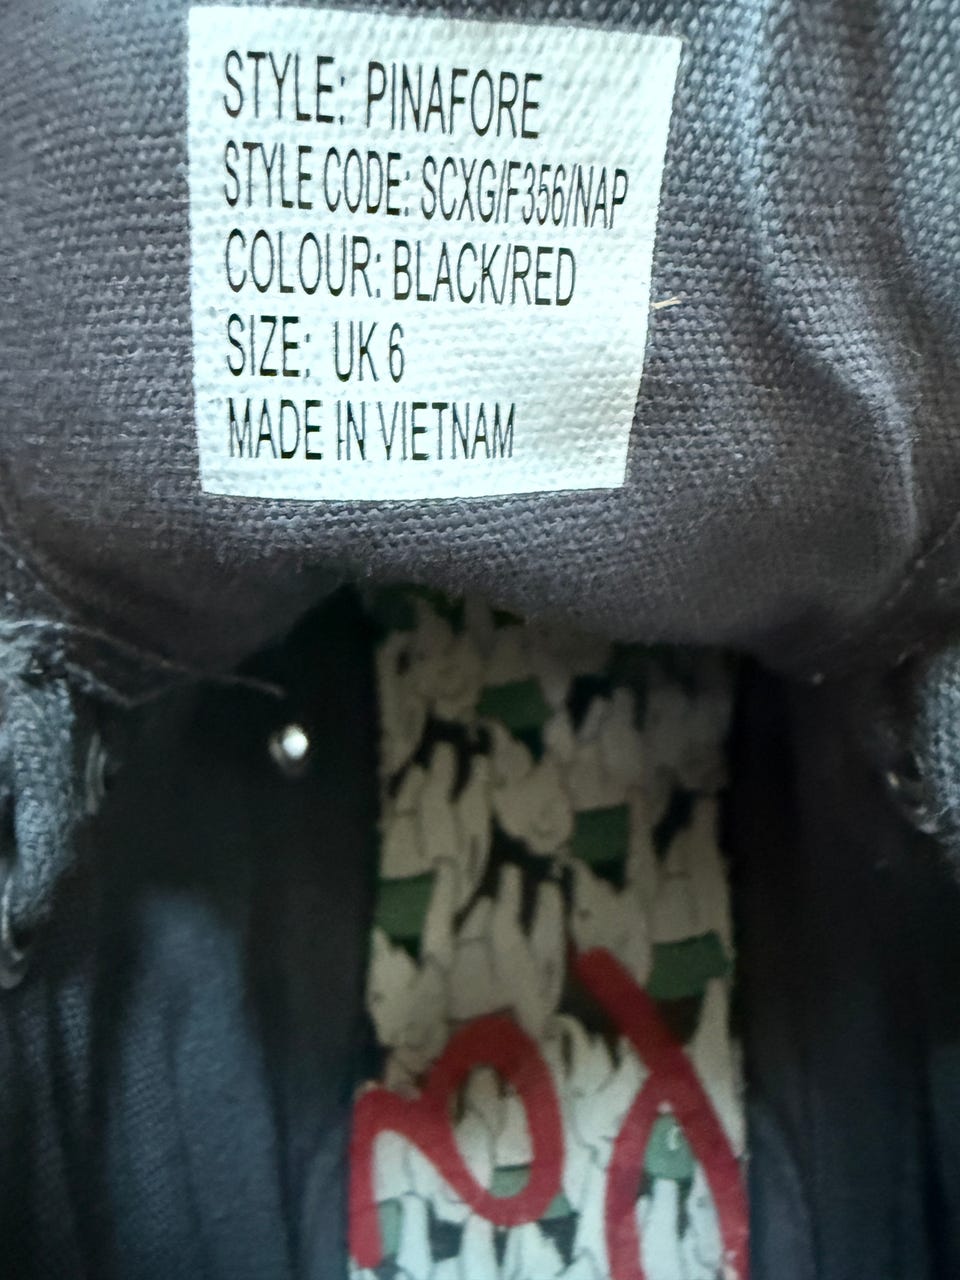 STYLE: PINAFORE
STYLE CODE: SCXG/F356/NAP
COLOUR: BLACK/RED
SIZE: UK 6
MADE IN VIETNAM